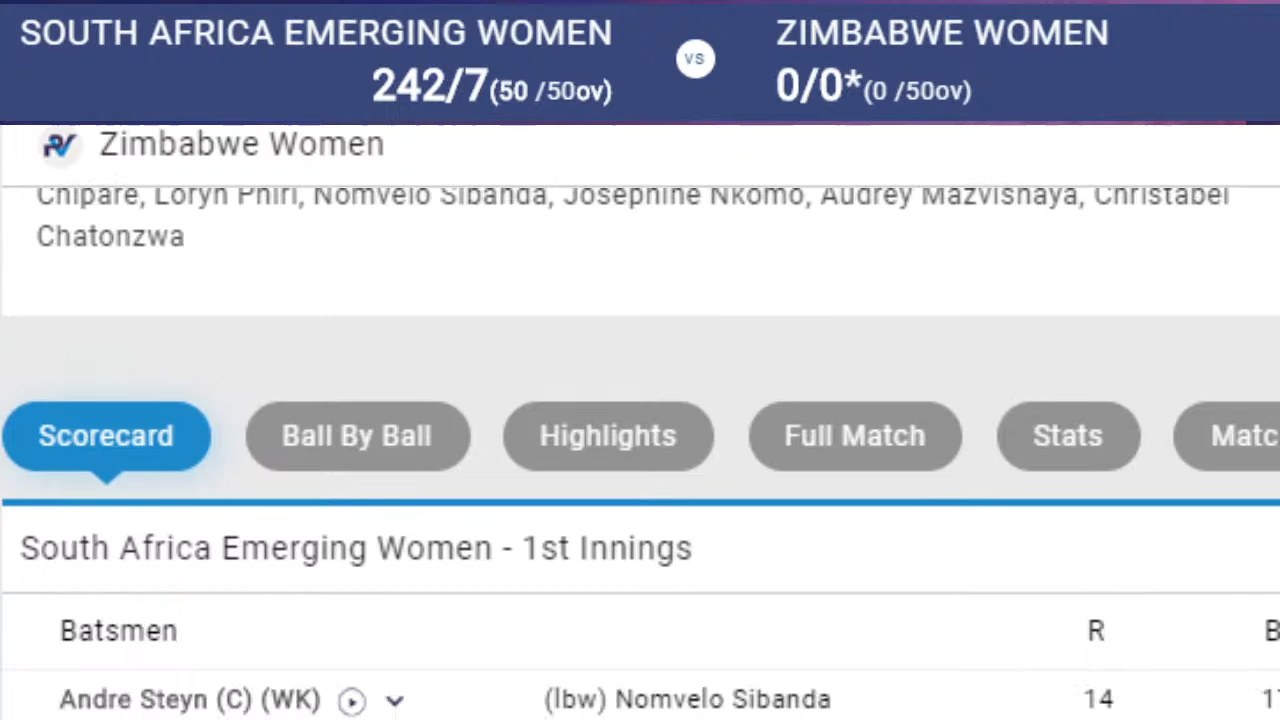 SOUTH AFRICA EMERGING WOMEN
242/7(50 /50ov)
vs
ZIMBABWE WOMEN
0/0*(0 /50ov)
Zimbabwe Women
Chipare, Loryn Phiri, Nomvelo Sibanda, Josephine Nkomo, Audrey Mazvishaya, Christabel
Chatonzwa
Scorecard Ball By Ball Highlights Full Match Stats
South Africa Emerging Women - 1st Innings
Batsmen R B
Andre Steyn (C) (WK) (lbw) Nomvelo Sibanda 14